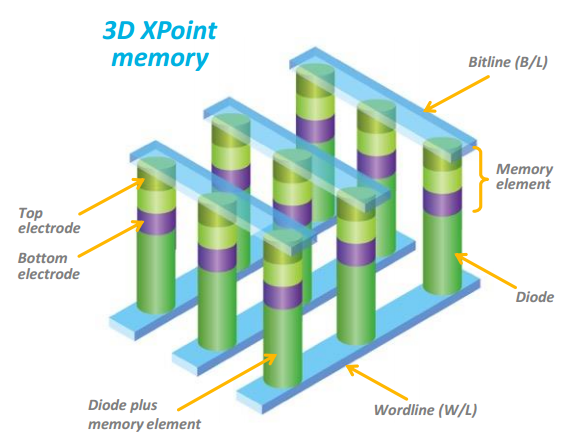 3D XPoint
memory
Bitline (B/L)
Memory
element
Top
electrode
Bottom
electrode
Diode
Diode plus
memory element
Wordline (W/L)